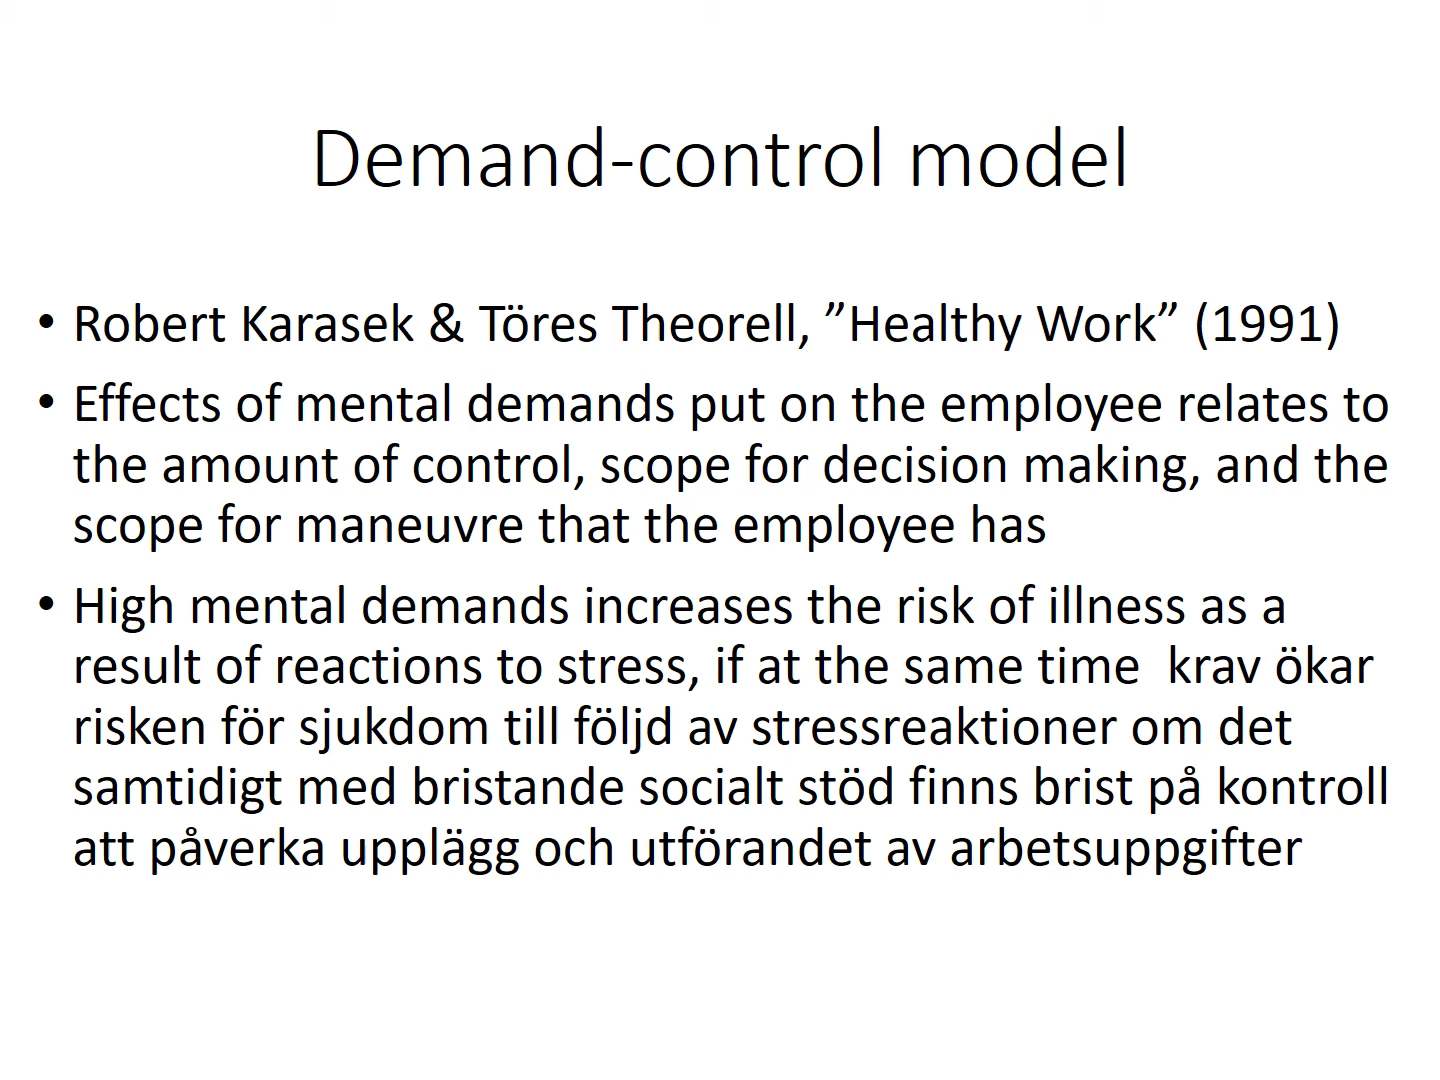 Demand-control model
• Robert Karasek & Töres Theorell, ”Healthy Work” (1991)
• Effects of mental demands put on the employee relates to
the amount of control, scope for decision making, and the
scope for maneuvre that the employee has
• High mental demands increases the risk of illness as a
result of reactions to stress, if at the same time  krav ökar
risken för sjukdom till följd av stressreaktioner om det
samtidigt med bristande socialt stöd finns brist på kontroll
att påverka upplägg och utförandet av arbetsuppgifter